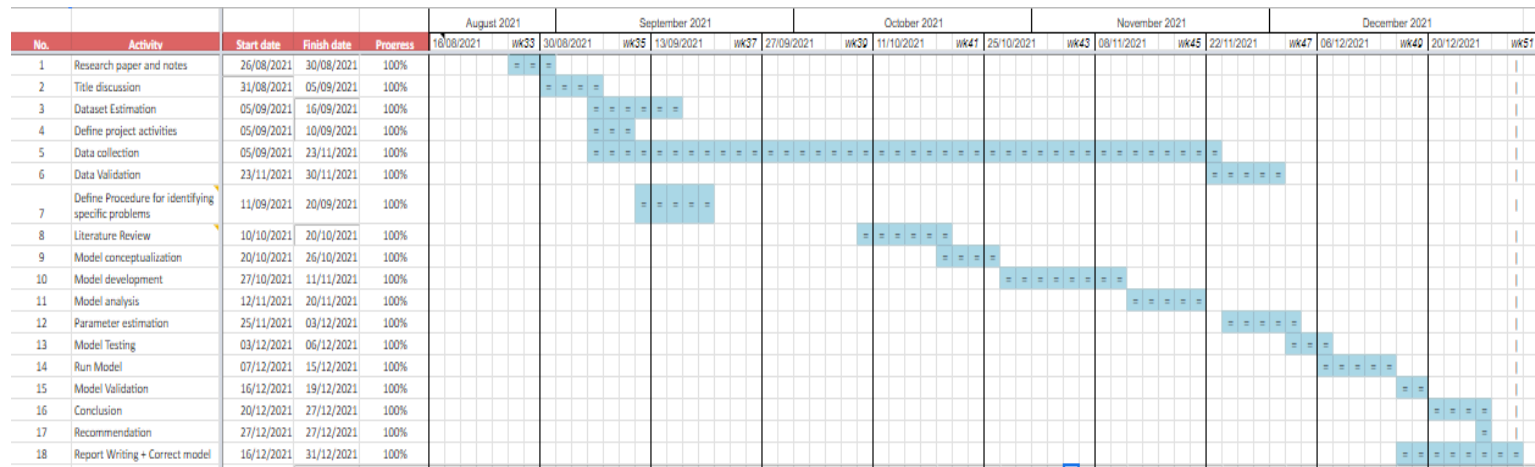 August 2021 September 2021 October 2021 November 2021 December 2021
No. Activity Start date Finish date Progress 16/08/2021 wk33 30/08/2021 wk35 13/09/2021 wk37 27/09/2021 wk39 11/10/2021 wk41 25/10/2021 wk43 08/11/2021 wk45 22/11/2021 wk47 06/12/2021 wk49 20/12/2021 wk51
1 Research paper and notes 26/08/2021 30/08/2021 100%
2 Title discussion 31/08/2021 05/09/2021 100%
3 Dataset Estimation 05/09/2021 16/09/2021 100%
4 Define project activities 05/09/2021 10/09/2021 100%
5 Data collection 05/09/2021 23/11/2021 100%
6 Data Validation 23/11/2021 30/11/2021 100%
Define Procedure for identifying
7 specific problems 11/09/2021 20/09/2021 100%
8 Literature Review 10/10/2021 20/10/2021 100%
9 Model conceptualization 20/10/2021 26/10/2021 100%
10 Model development 27/10/2021 11/11/2021 100%
11 Model analysis 12/11/2021 20/11/2021 100%
12 Parameter estimation 25/11/2021 03/12/2021 100%
13 Model Testing 03/12/2021 06/12/2021 100%
14 Run Model 07/12/2021 15/12/2021 100%
15 Model Validation 16/12/2021 19/12/2021 100%
16 Conclusion 20/12/2021 27/12/2021 100%
17 Recommendation 27/12/2021 27/12/2021 100%
18 Report Writing + Correct model 16/12/2021 31/12/2021 100%